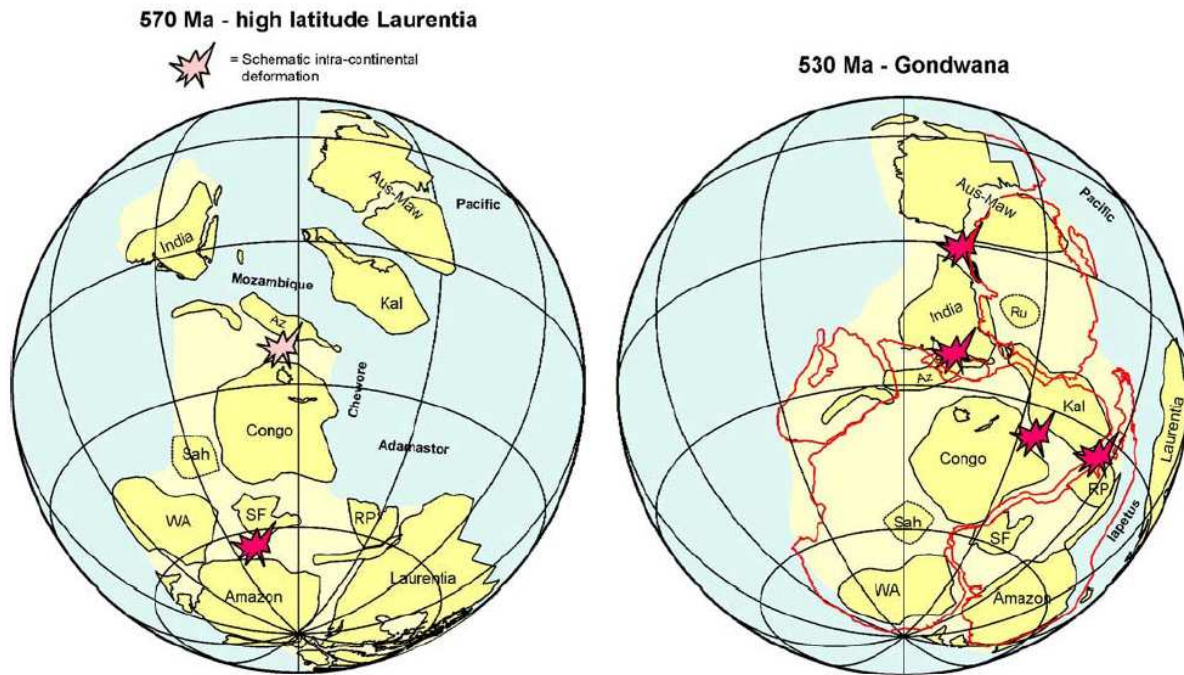 570 Ma - high latitude Laurentia
= Schematic intra-continental
deformation
Aus-Maw
Pacific
India
Mozambique
Kal
Az
Chewore
Congo
Adamastor
Sah
WA
SF
RP
Laurentia
Amazon
530 Ma - Gondwana
Aus-Maw
Pacific
India
Ru
Az
Kal
Laurentia
Congo
RP
Iapetus
Sah
SF
WA
Amazon